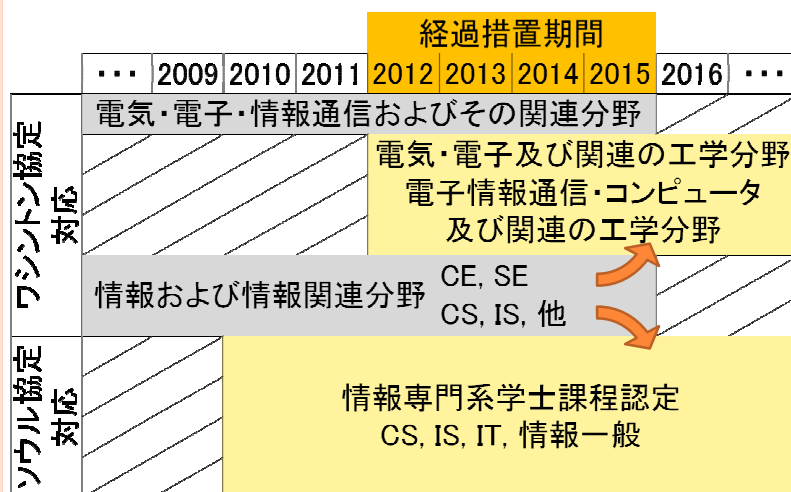 経過措置期間
… 2009 2010 2011 2012 2013 2014 2015 2016 …
ワシントン協定
対応
電気・電子・情報通信およびその関連分野
電気・電子及び関連の工学分野
電子情報通信・コンピュータ
及び関連の工学分野
情報および情報関連分野
CE, SE
CS, IS, 他
ソウル協定
対応
情報専門系学士課程認定
CS, IS, IT, 情報一般